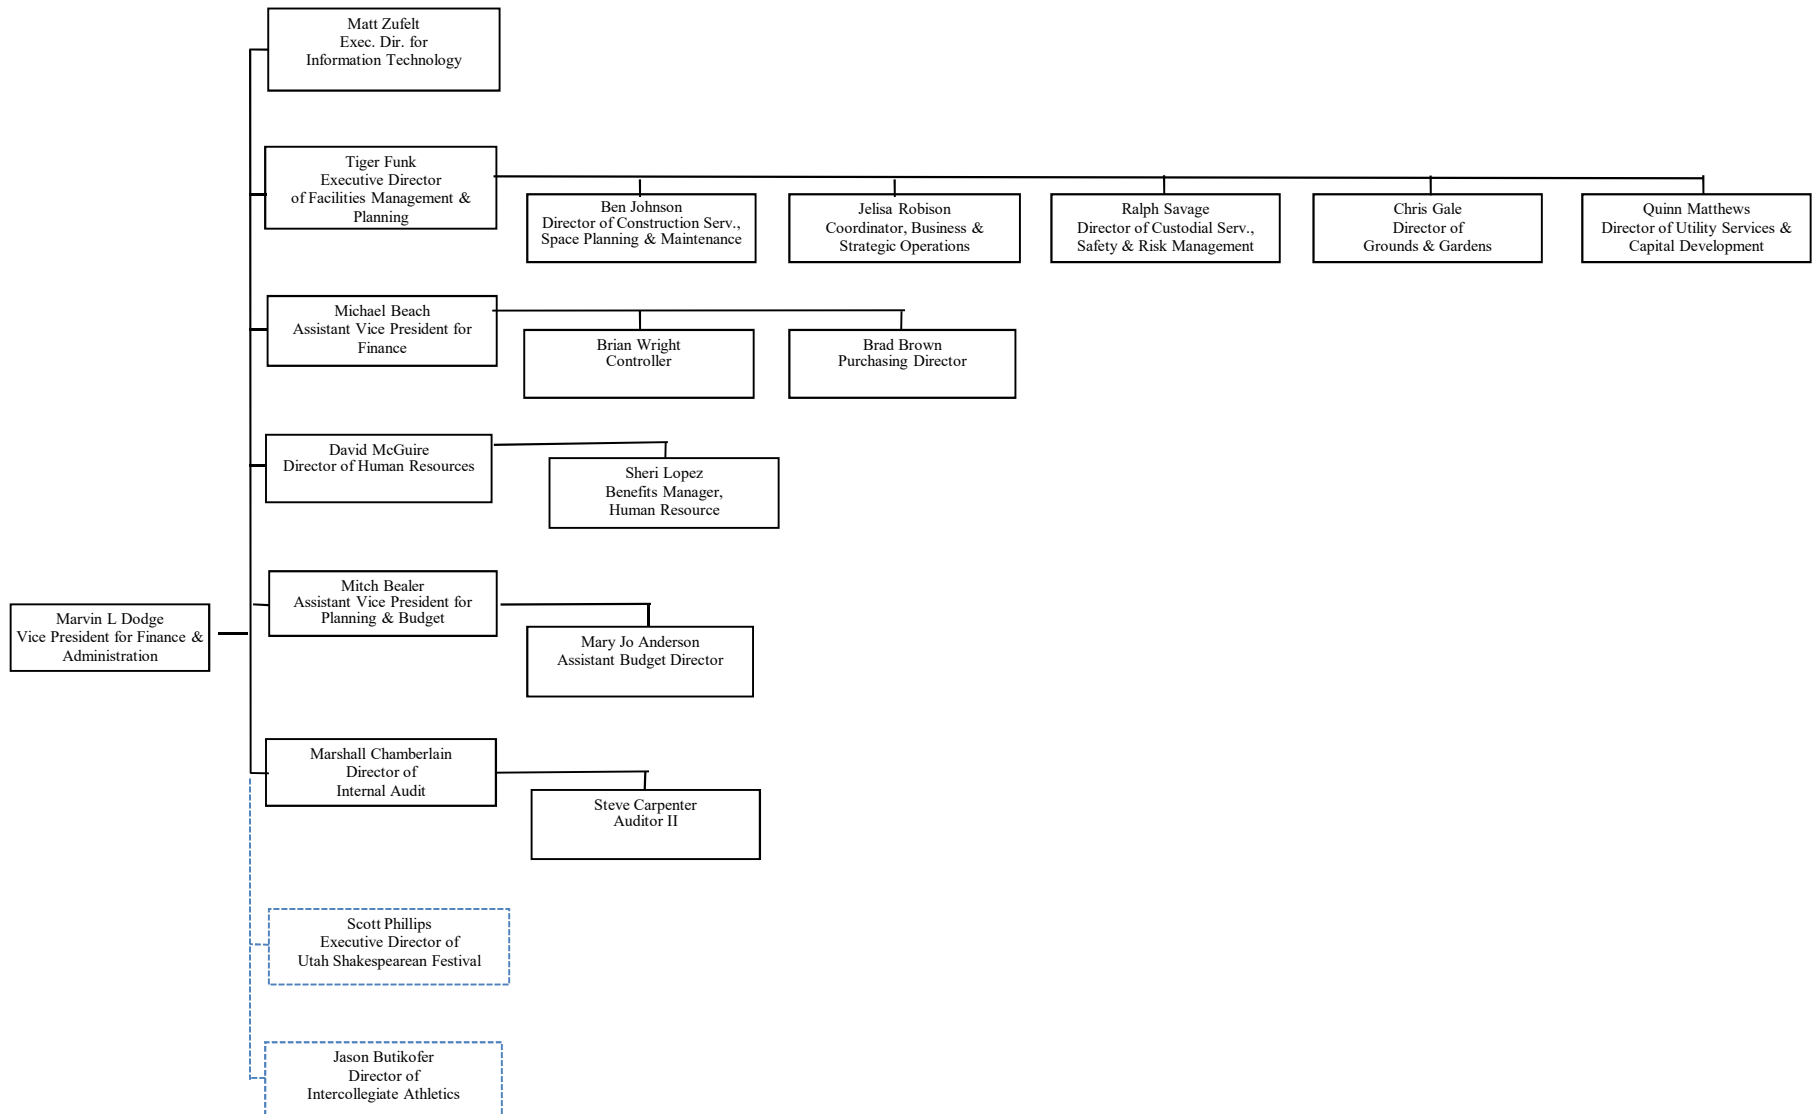 Matt Zufelt
Exec. Dir. for
Information Technology
Tiger Funk
Executive Director
of Facilities Management &
Planning
Ben Johnson
Director of Construction Serv.,
Space Planning & Maintenance
Jelisa Robison
Coordinator, Business &
Strategic Operations
Ralph Savage
Director of Custodial Serv.,
Safety & Risk Management
Chris Gale
Director of
Grounds & Gardens
Quinn Matthews
Director of Utility Services &
Capital Development
Michael Beach
Assistant Vice President for
Finance
Brian Wright
Controller
Brad Brown
Purchasing Director
David McGuire
Director of Human Resources
Sheri Lopez
Benefits Manager,
Human Resource
Mitch Bealer
Assistant Vice President for
Planning & Budget
Marvin L Dodge
Vice President for Finance &
Administration
Mary Jo Anderson
Assistant Budget Director
Marshall Chamberlain
Director of
Internal Audit
Steve Carpenter
Auditor II
Scott Phillips
Executive Director of
Utah Shakespearean Festival
Jason Butikofer
Director of
Intercollegiate Athletics